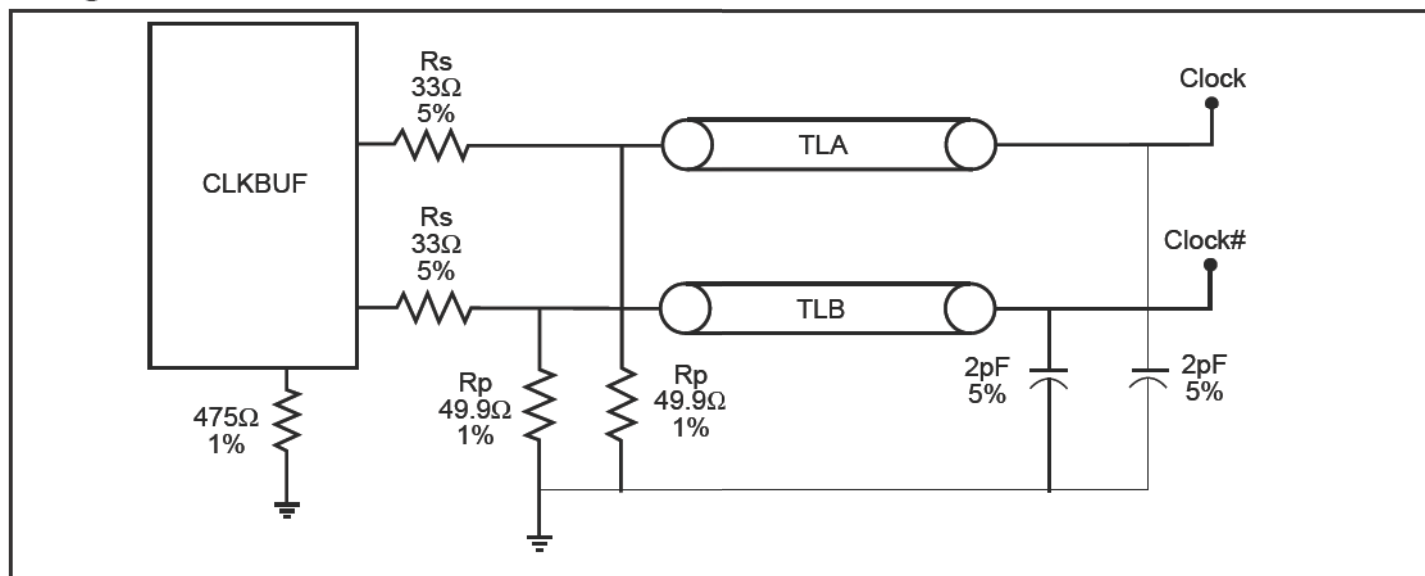 Rs
33Ω
5%
Clock
TLA
CLKBUF
Rs
33Ω
5%
Clock#
TLB
475Ω
1%
Rp
49.9Ω
1%
Rp
49.9Ω
1%
2pF
5%
2pF
5%